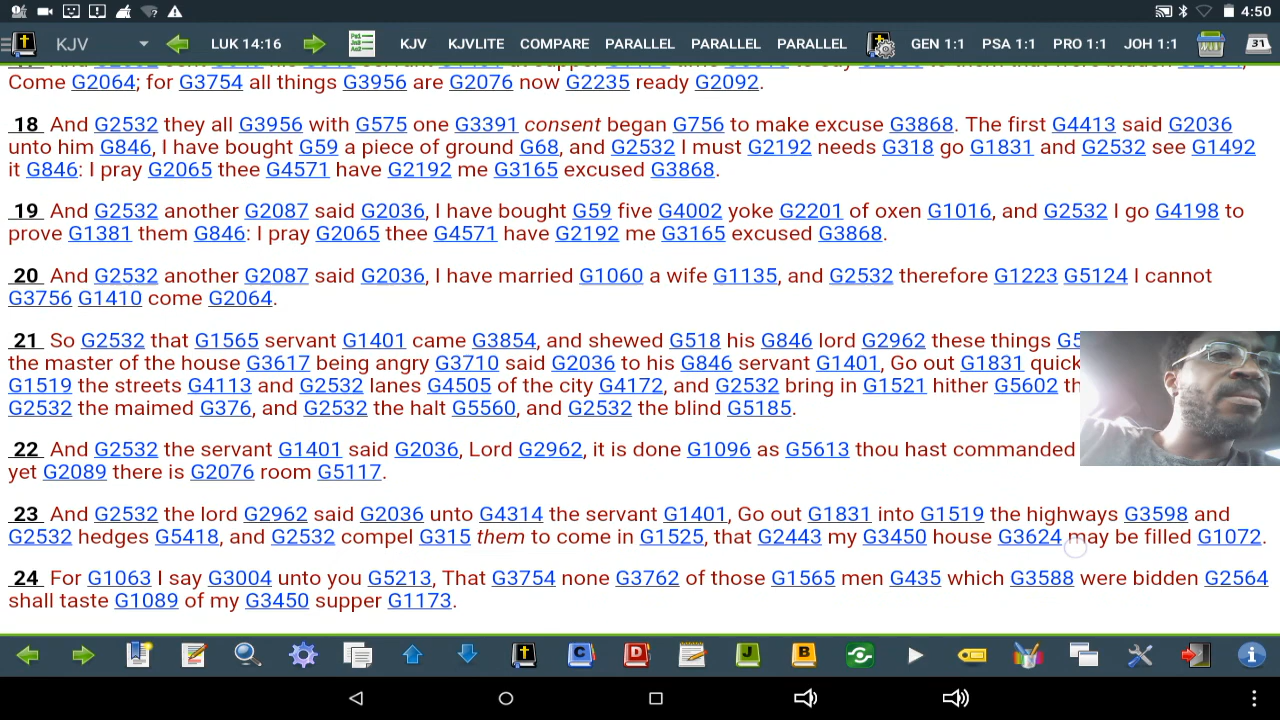 4:50
KJV LUK 14:16 KJV KJVLITE COMPARE PARALLEL PARALLEL PARALLEL GEN 1:1 PSA 1:1 PRO 1:1 JOH 1:1 31
Come G2064; for G3754 all things G3956 are G2076 now G2235 ready G2092.
18 And G2532 they all G3956 with G575 one G3391 consent began G756 to make excuse G3868. The first G4413 said G2036
unto him G846, I have bought G59 a piece of ground G68, and G2532 I must G2192 needs G318 go G1831 and G2532 see G1492
it G846: I pray G2065 thee G4571 have G2192 me G3165 excused G3868.
19 And G2532 another G2087 said G2036, I have bought G59 five G4002 yoke G2201 of oxen G1016, and G2532 I go G4198 to
prove G1381 them G846: I pray G2065 thee G4571 have G2192 me G3165 excused G3868.
20 And G2532 another G2087 said G2036, I have married G1060 a wife G1135, and G2532 therefore G1223 G5124 I cannot
G3756 G1410 come G2064.
21 So G2532 that G1565 servant G1401 came G3854, and shewed G518 his G846 lord G2962 these things
the master of the house G3617 being angry G3710 said G2036 to his G846 servant G1401, Go out G1831 quick
G1519 the streets G4113 and G2532 lanes G4505 of the city G4172, and G2532 bring in G1521 hither G5602 th
G2532 the maimed G376, and G2532 the halt G5560, and G2532 the blind G5185.
22 And G2532 the servant G1401 said G2036, Lord G2962, it is done G1096 as G5613 thou hast commanded
yet G2089 there is G2076 room G5117.
23 And G2532 the lord G2962 said G2036 unto G4314 the servant G1401, Go out G1831 into G1519 the highways G3598 and
G2532 hedges G5418, and G2532 compel G315 them to come in G1525, that G2443 my G3450 house G3624 may be filled G1072.
24 For G1063 I say G3004 unto you G5213, That G3754 none G3762 of those G1565 men G435 which G3588 were bidden G2564
shall taste G1089 of my G3450 supper G1173.
C D J B